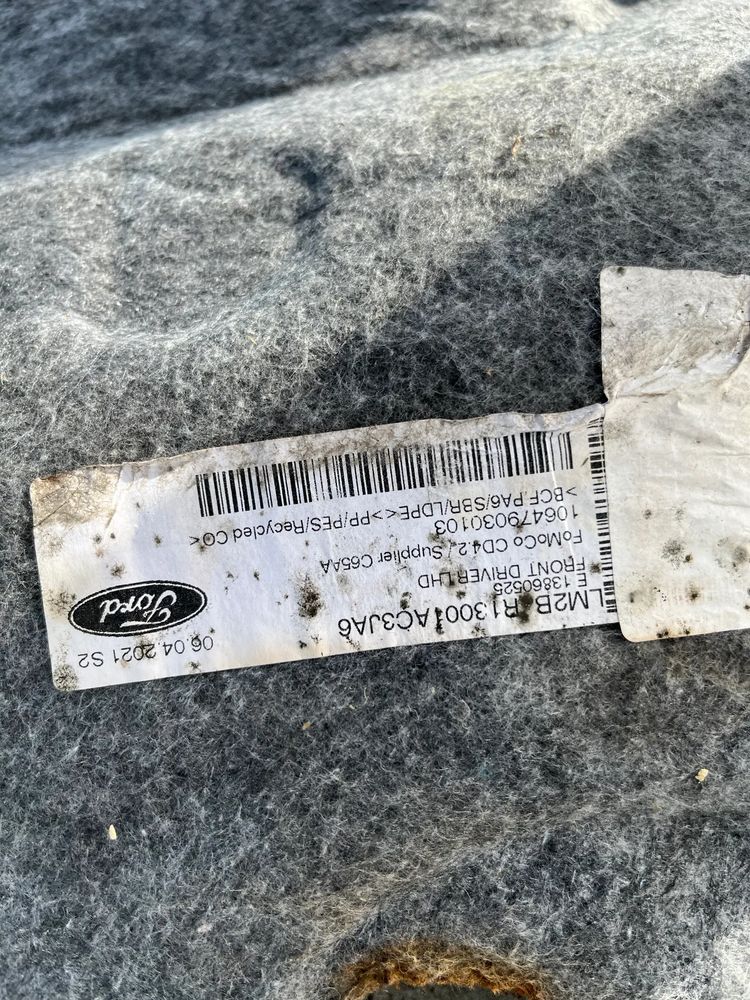 LM2B R13001AC3JA6
FRONT DRIVER LHD
FoMoCo CD4.2 / Supplier C65AA
106479030103
>BCF PA6/SBR/LDPE< >PP/PES/Recycled CO<
06.04.2021 S2
Ford